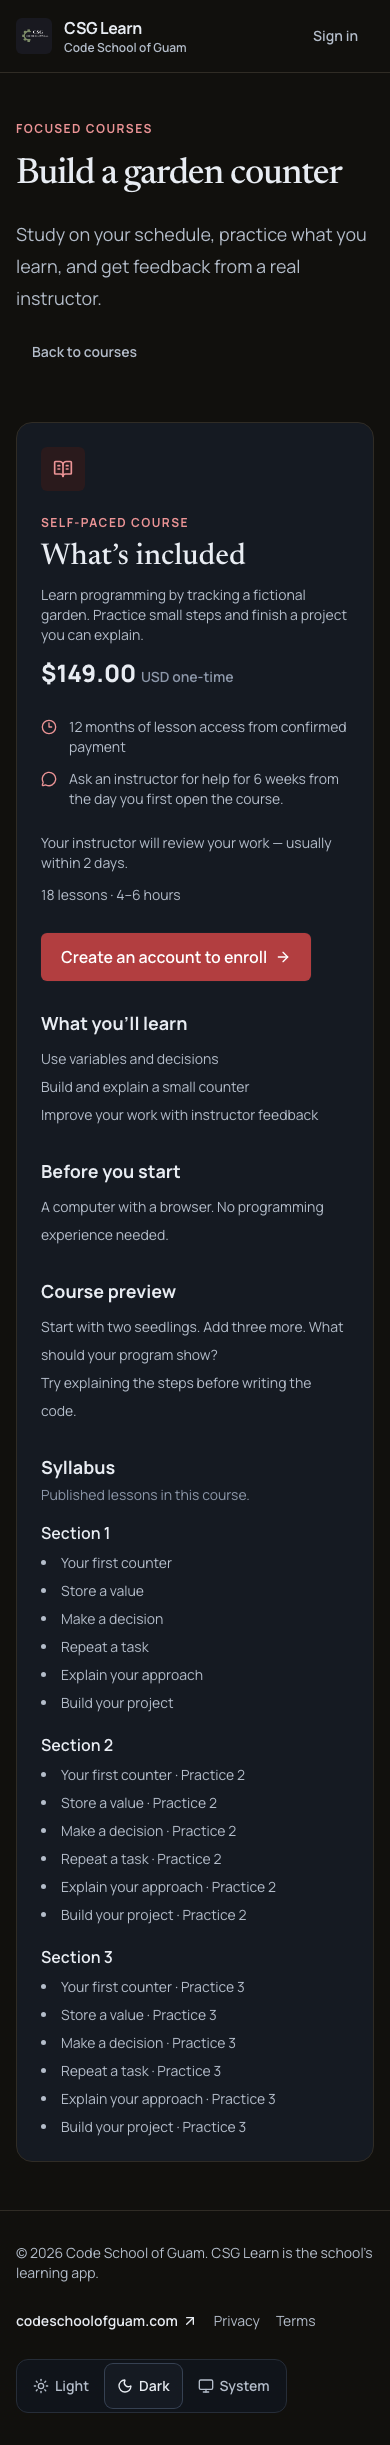 CSG Learn
Code School of Guam
Sign in
FOCUSED COURSES
Build a garden counter
Study on your schedule, practice what you
learn, and get feedback from a real
instructor.
Back to courses
SELF-PACED COURSE
What’s included
Learn programming by tracking a fictional
garden. Practice small steps and finish a project
you can explain.
$149.00 USD one-time
12 months of lesson access from confirmed
payment
Ask an instructor for help for 6 weeks from
the day you first open the course.
Your instructor will review your work — usually
within 2 days.
18 lessons · 4–6 hours
Create an account to enroll →
What you’ll learn
Use variables and decisions
Build and explain a small counter
Improve your work with instructor feedback
Before you start
A computer with a browser. No programming
experience needed.
Course preview
Start with two seedlings. Add three more. What
should your program show?
Try explaining the steps before writing the
code.
Syllabus
Published lessons in this course.
Section 1
• Your first counter
• Store a value
• Make a decision
• Repeat a task
• Explain your approach
• Build your project
Section 2
• Your first counter · Practice 2
• Store a value · Practice 2
• Make a decision · Practice 2
• Repeat a task · Practice 2
• Explain your approach · Practice 2
• Build your project · Practice 2
Section 3
• Your first counter · Practice 3
• Store a value · Practice 3
• Make a decision · Practice 3
• Repeat a task · Practice 3
• Explain your approach · Practice 3
• Build your project · Practice 3
© 2026 Code School of Guam. CSG Learn is the school’s
learning app.
codeschoolofguam.com ↗ Privacy Terms
Light Dark System